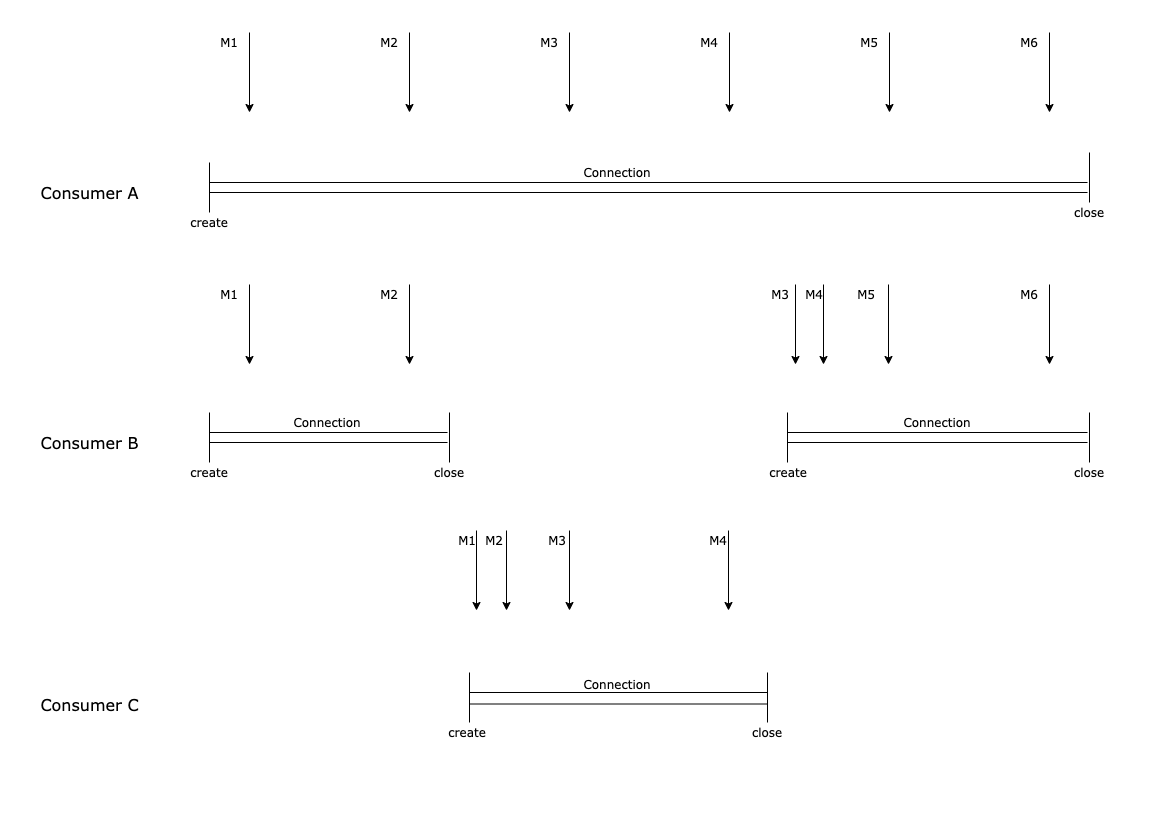 M1 M2 M3 M4 M5 M6
Connection
Consumer A
create close
M1 M2 M3 M4 M5 M6
Connection Connection
Consumer B
create close create close
M1 M2 M3 M4
Connection
Consumer C
create close